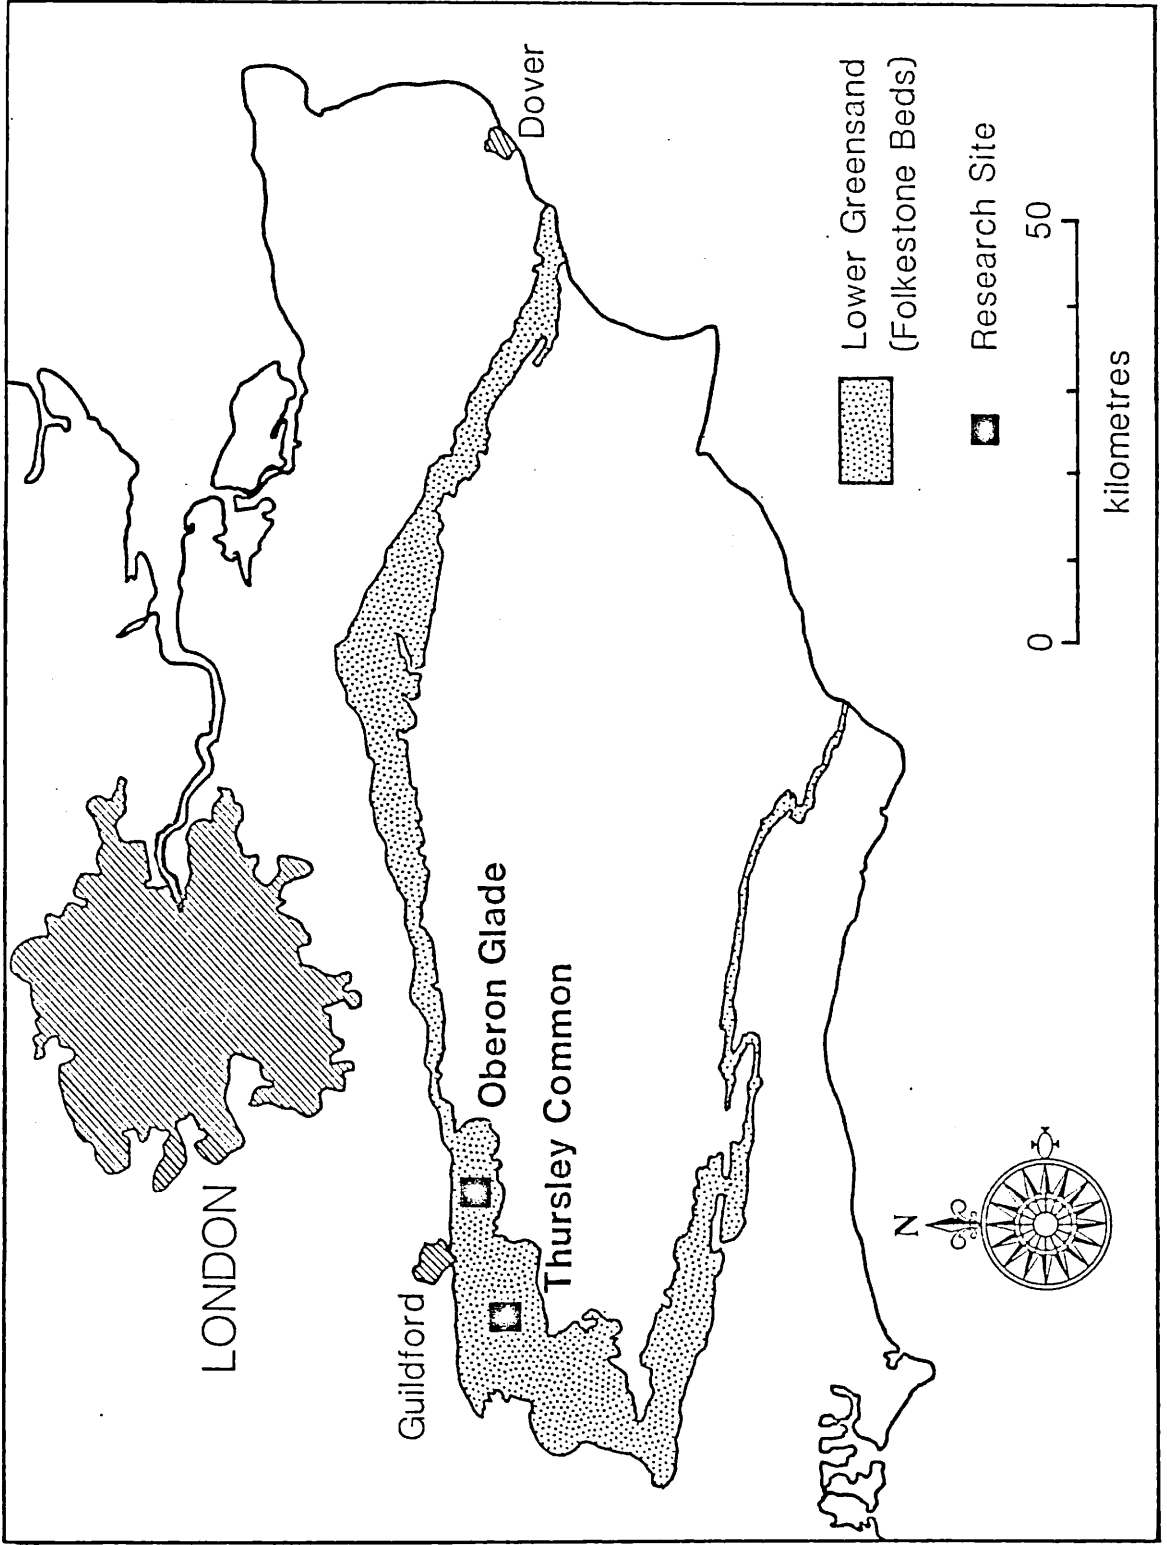 LONDON
Guildford
Oberon Glade
Thursley Common
Dover
N
Lower Greensand
(Folkestone Beds)
Research Site
0
50
kilometres